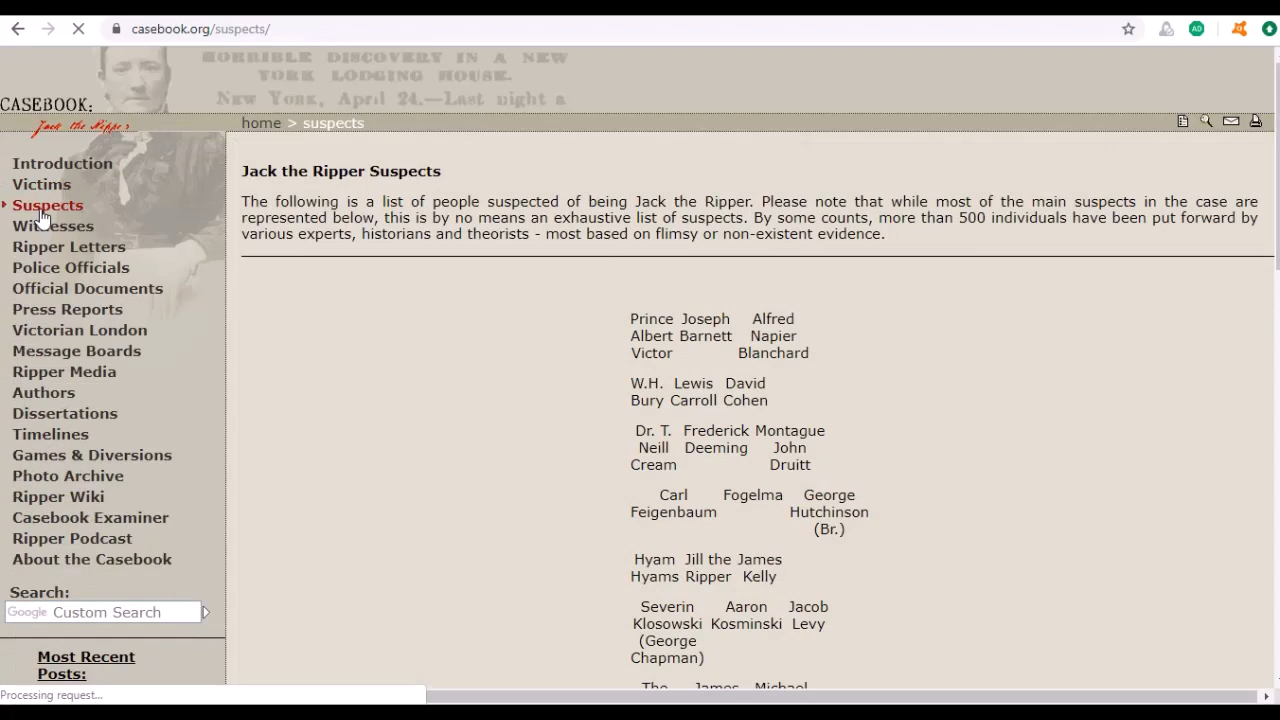 casebook.org/suspects/
AD
HORRIBLE DISCOVERY IN A NEW
YORK LODGING HOUSE.
New York, April 24.—Last night a
CASEBOOK:
Jack the Ripper
home > suspects
Introduction
Victims
Suspects
Witnesses
Ripper Letters
Police Officials
Official Documents
Press Reports
Victorian London
Message Boards
Ripper Media
Authors
Dissertations
Timelines
Games & Diversions
Photo Archive
Ripper Wiki
Casebook Examiner
Ripper Podcast
About the Casebook
Search:
Google Custom Search
Most Recent
Posts:
Processing request...
Jack the Ripper Suspects
The following is a list of people suspected of being Jack the Ripper. Please note that while most of the main suspects in the case are
represented below, this is by no means an exhaustive list of suspects. By some counts, more than 500 individuals have been put forward by
various experts, historians and theorists - most based on flimsy or non-existent evidence.
Prince Joseph Alfred
Albert Barnett Napier
Victor Blanchard
W.H. Lewis David
Bury Carroll Cohen
Dr. T. Frederick Montague
Neill Deeming John
Cream Druitt
Carl Fogelma George
Feigenbaum Hutchinson
(Br.)
Hyam Jill the James
Hyams Ripper Kelly
Severin Aaron Jacob
Klosowski Kosminski Levy
(George
Chapman)
The James Michael